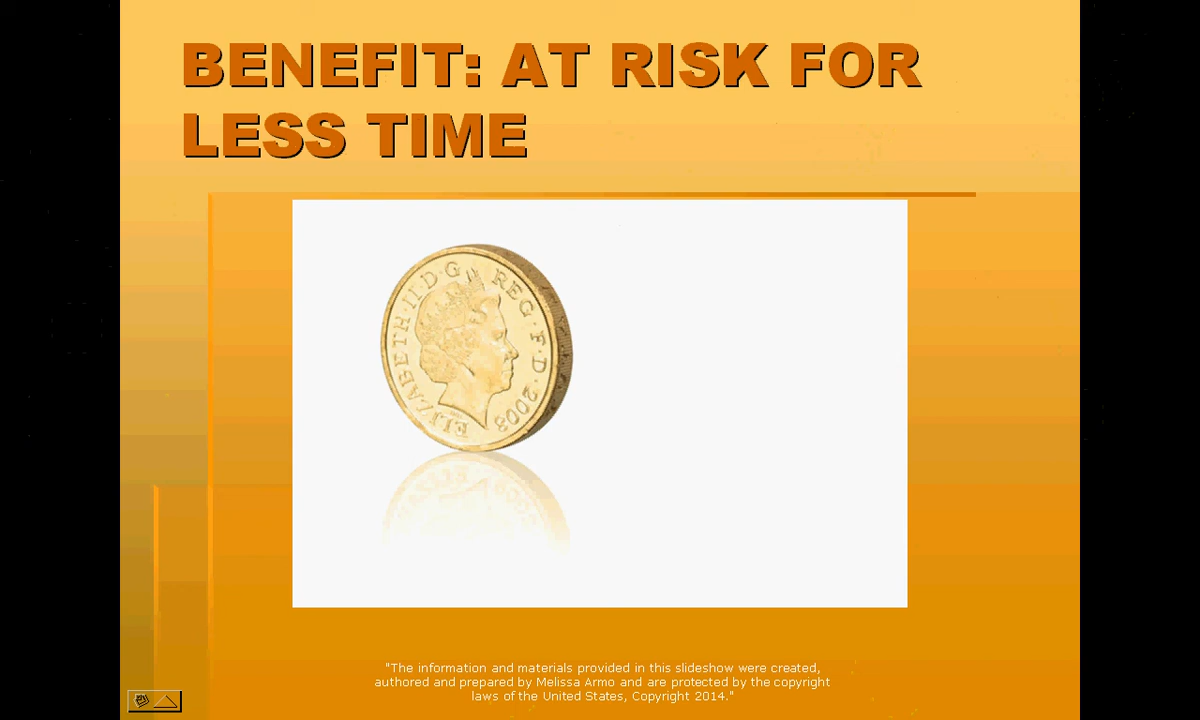 BENEFIT: AT RISK FOR
LESS TIME
ELIZABETH·II·D·G REG·F·D·2008
"The information and materials provided in this slideshow were created,
authored and prepared by Melissa Armo and are protected by the copyright
laws of the United States, Copyright 2014."